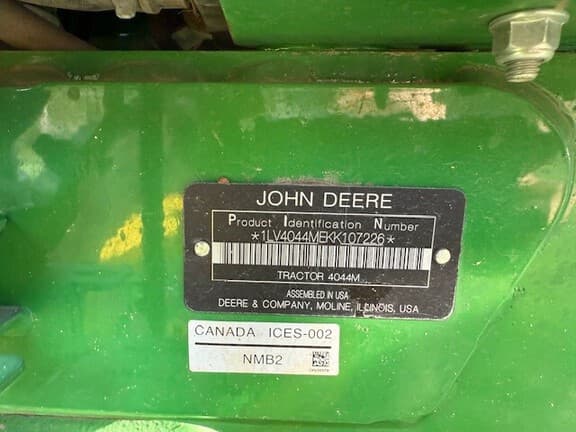 JOHN DEERE
Product Identification Number
*1LV4044MEKK107226*
TRACTOR 4044M
ASSEMBLED IN USA
DEERE & COMPANY, MOLINE, ILLINOIS, USA
CANADA ICES-002
NMB2